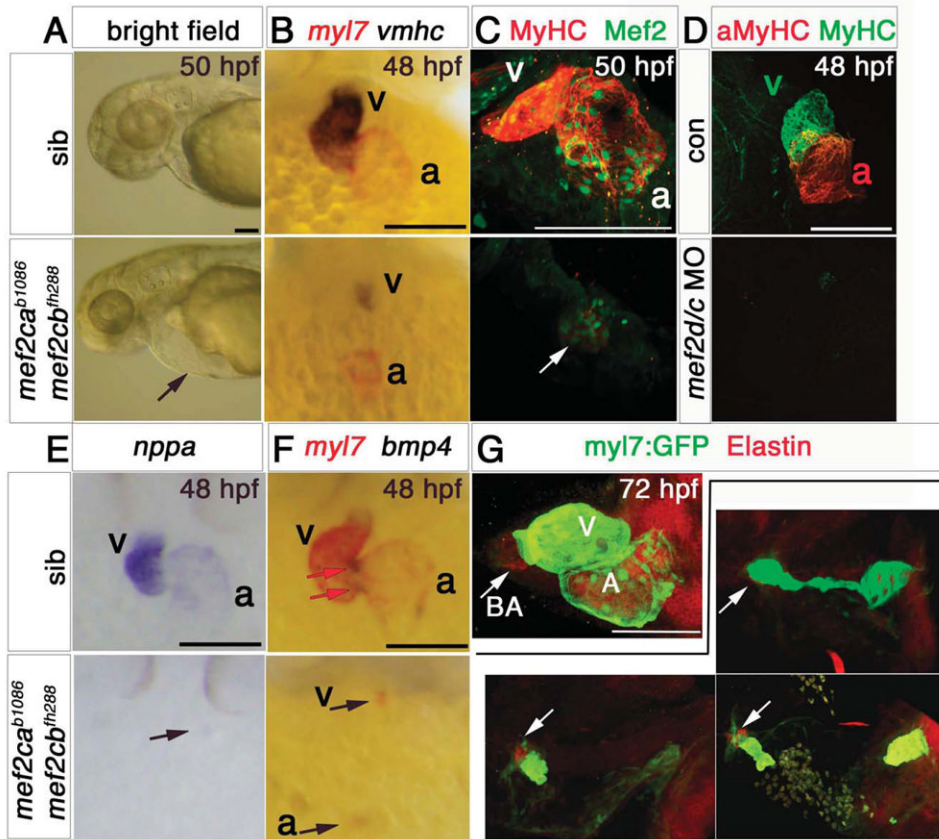 A bright field
B myl7 vmhc
C MyHC Mef2
D aMyHC MyHC
sib
50 hpf
48 hpf
v
a
50 hpf
v
a
con
48 hpf
v
a
mef2ca^b1086
mef2cb^fh288
v
a
mef2d/c MO
E nppa
F myl7 bmp4
G myl7:GFP Elastin
sib
48 hpf
v
a
48 hpf
v
a
72 hpf
V
A
BA
mef2ca^b1086
mef2cb^fh288
v
a